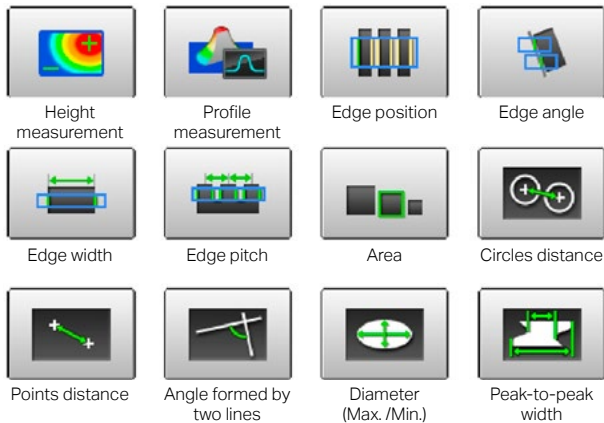 Height
measurement
Profile
measurement
Edge position
Edge angle
Edge width
Edge pitch
Area
Circles distance
Points distance
Angle formed by
two lines
Diameter
(Max. /Min.)
Peak-to-peak
width